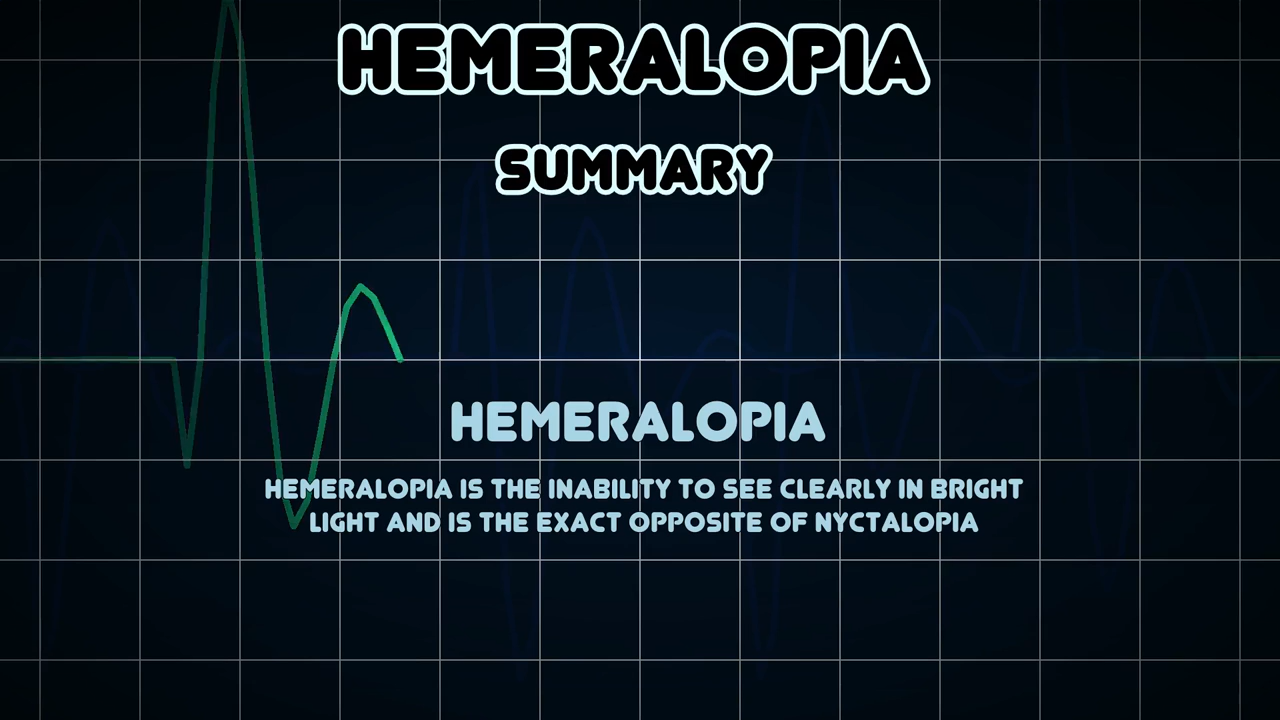 HEMERALOPIA
SUMMARY
HEMERALOPIA
HEMERALOPIA IS THE INABILITY TO SEE CLEARLY IN BRIGHT
LIGHT AND IS THE EXACT OPPOSITE OF NYCTALOPIA